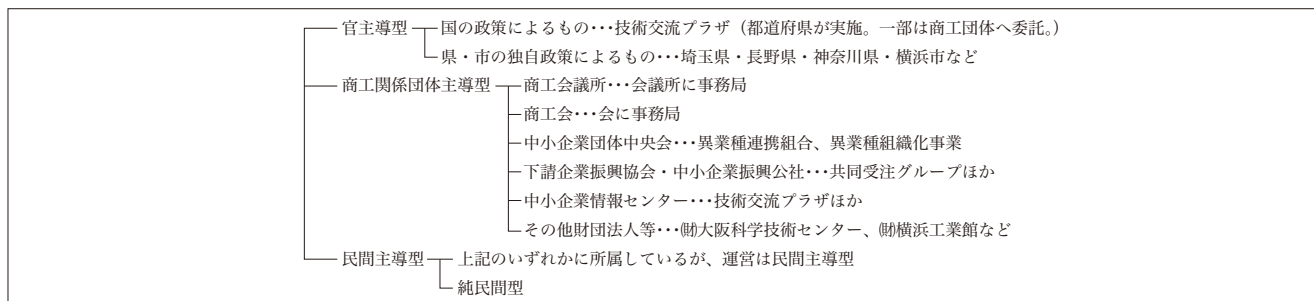 官主導型 国の政策によるもの･･･技術交流プラザ（都道府県が実施。一部は商工団体へ委託。）
県・市の独自政策によるもの･･･埼玉県・長野県・神奈川県・横浜市など
商工関係団体主導型 商工会議所･･･会議所に事務局
商工会･･･会に事務局
中小企業団体中央会･･･異業種連携組合、異業種組織化事業
下請企業振興協会・中小企業振興公社･･･共同受注グループほか
中小企業情報センター･･･技術交流プラザほか
その他財団法人等･･･㈶大阪科学技術センター、㈶横浜工業館など
民間主導型 上記のいずれかに所属しているが、運営は民間主導型
純民間型